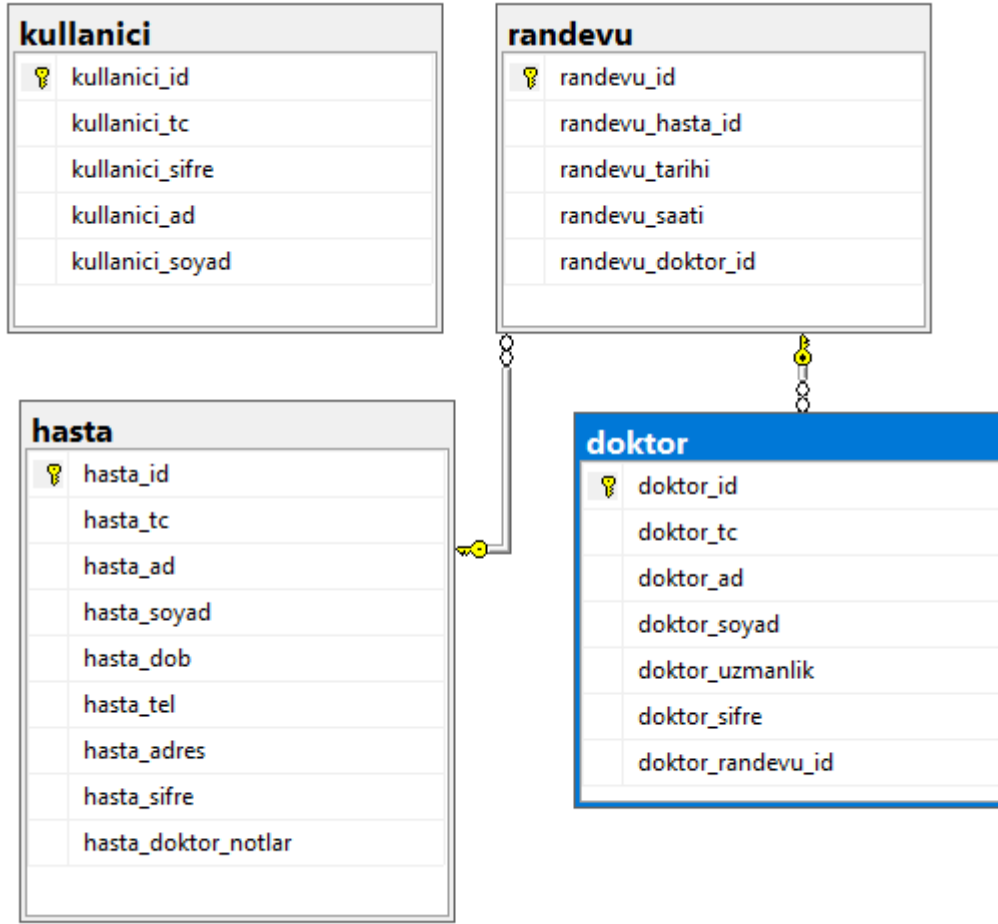 kullanici
kullanici_id
kullanici_tc
kullanici_sifre
kullanici_ad
kullanici_soyad
randevu
randevu_id
randevu_hasta_id
randevu_tarihi
randevu_saati
randevu_doktor_id
hasta
hasta_id
hasta_tc
hasta_ad
hasta_soyad
hasta_dob
hasta_tel
hasta_adres
hasta_sifre
hasta_doktor_notlar
doktor
doktor_id
doktor_tc
doktor_ad
doktor_soyad
doktor_uzmanlik
doktor_sifre
doktor_randevu_id